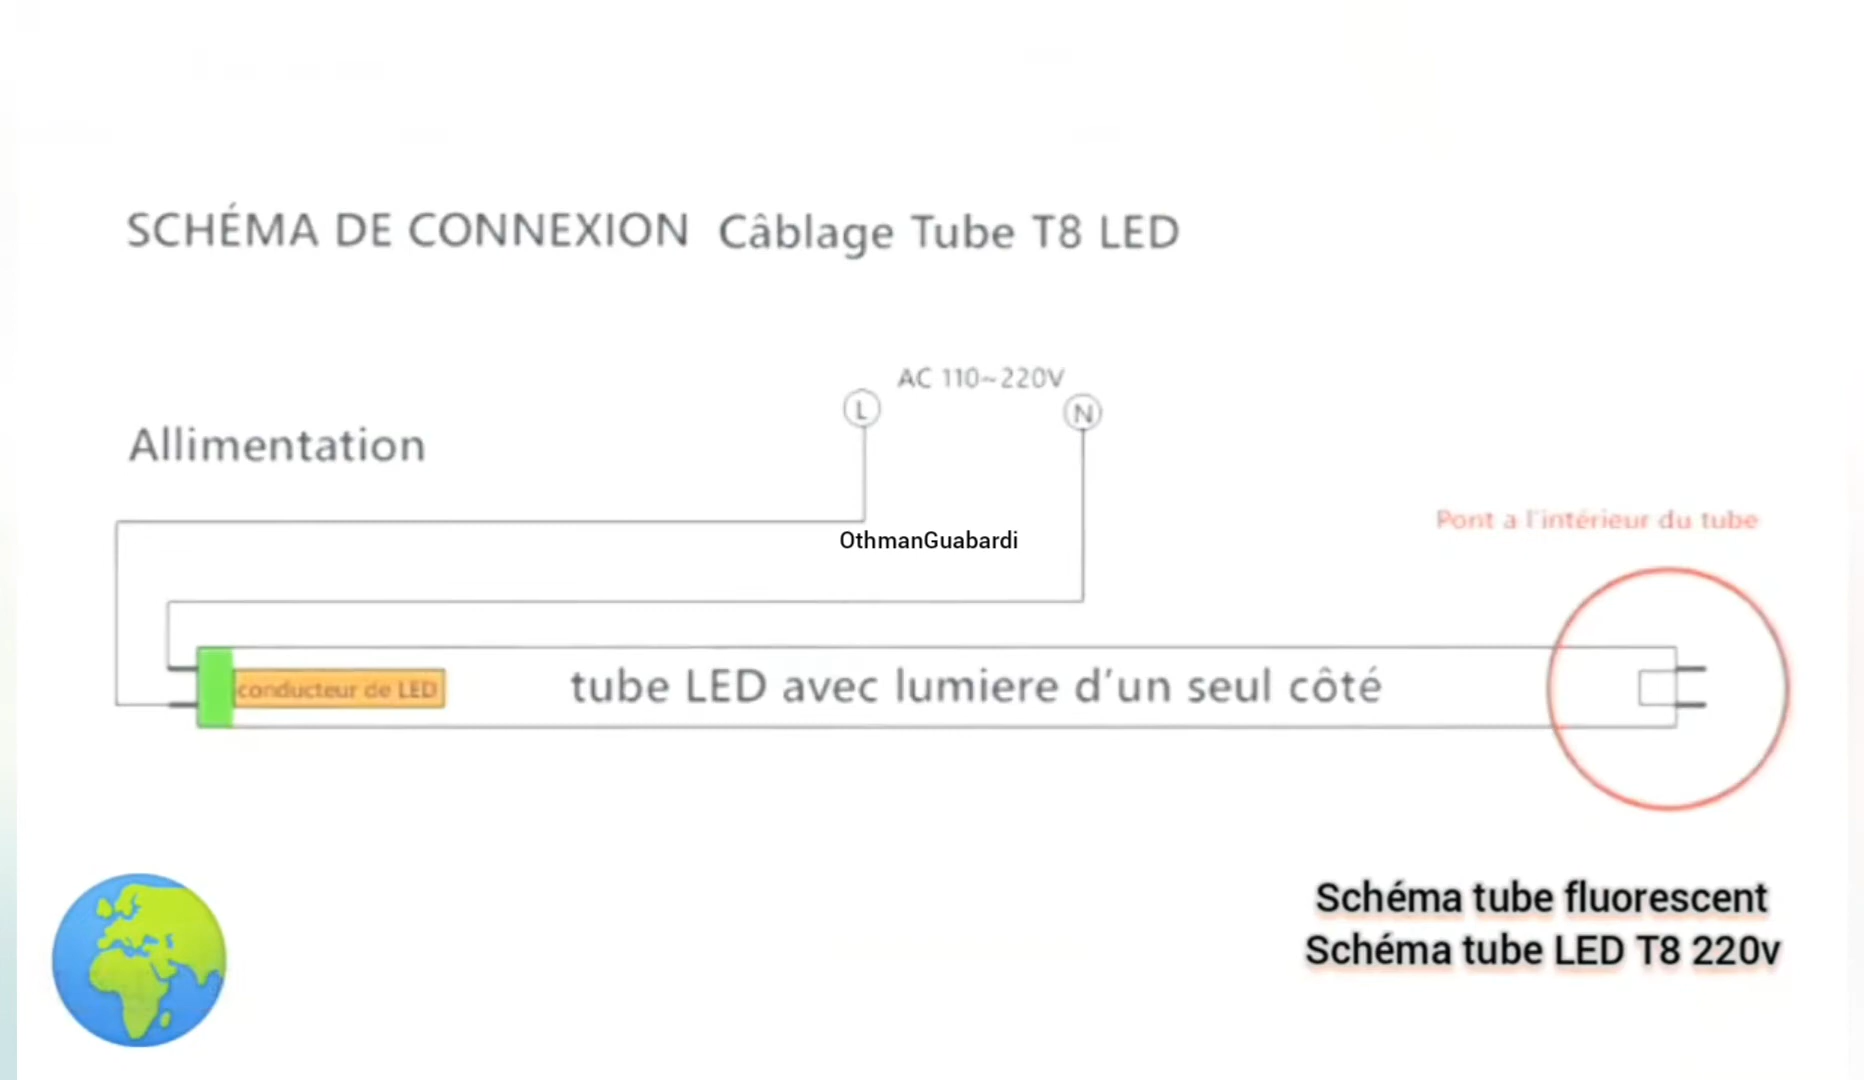 SCHÉMA DE CONNEXION Câblage Tube T8 LED
AC 110~220V
L
N
Allimentation
Pont a l'intérieur du tube
OthmanGuabardi
conducteur de LED
tube LED avec lumiere d'un seul côté
Schéma tube fluorescent
Schéma tube LED T8 220v